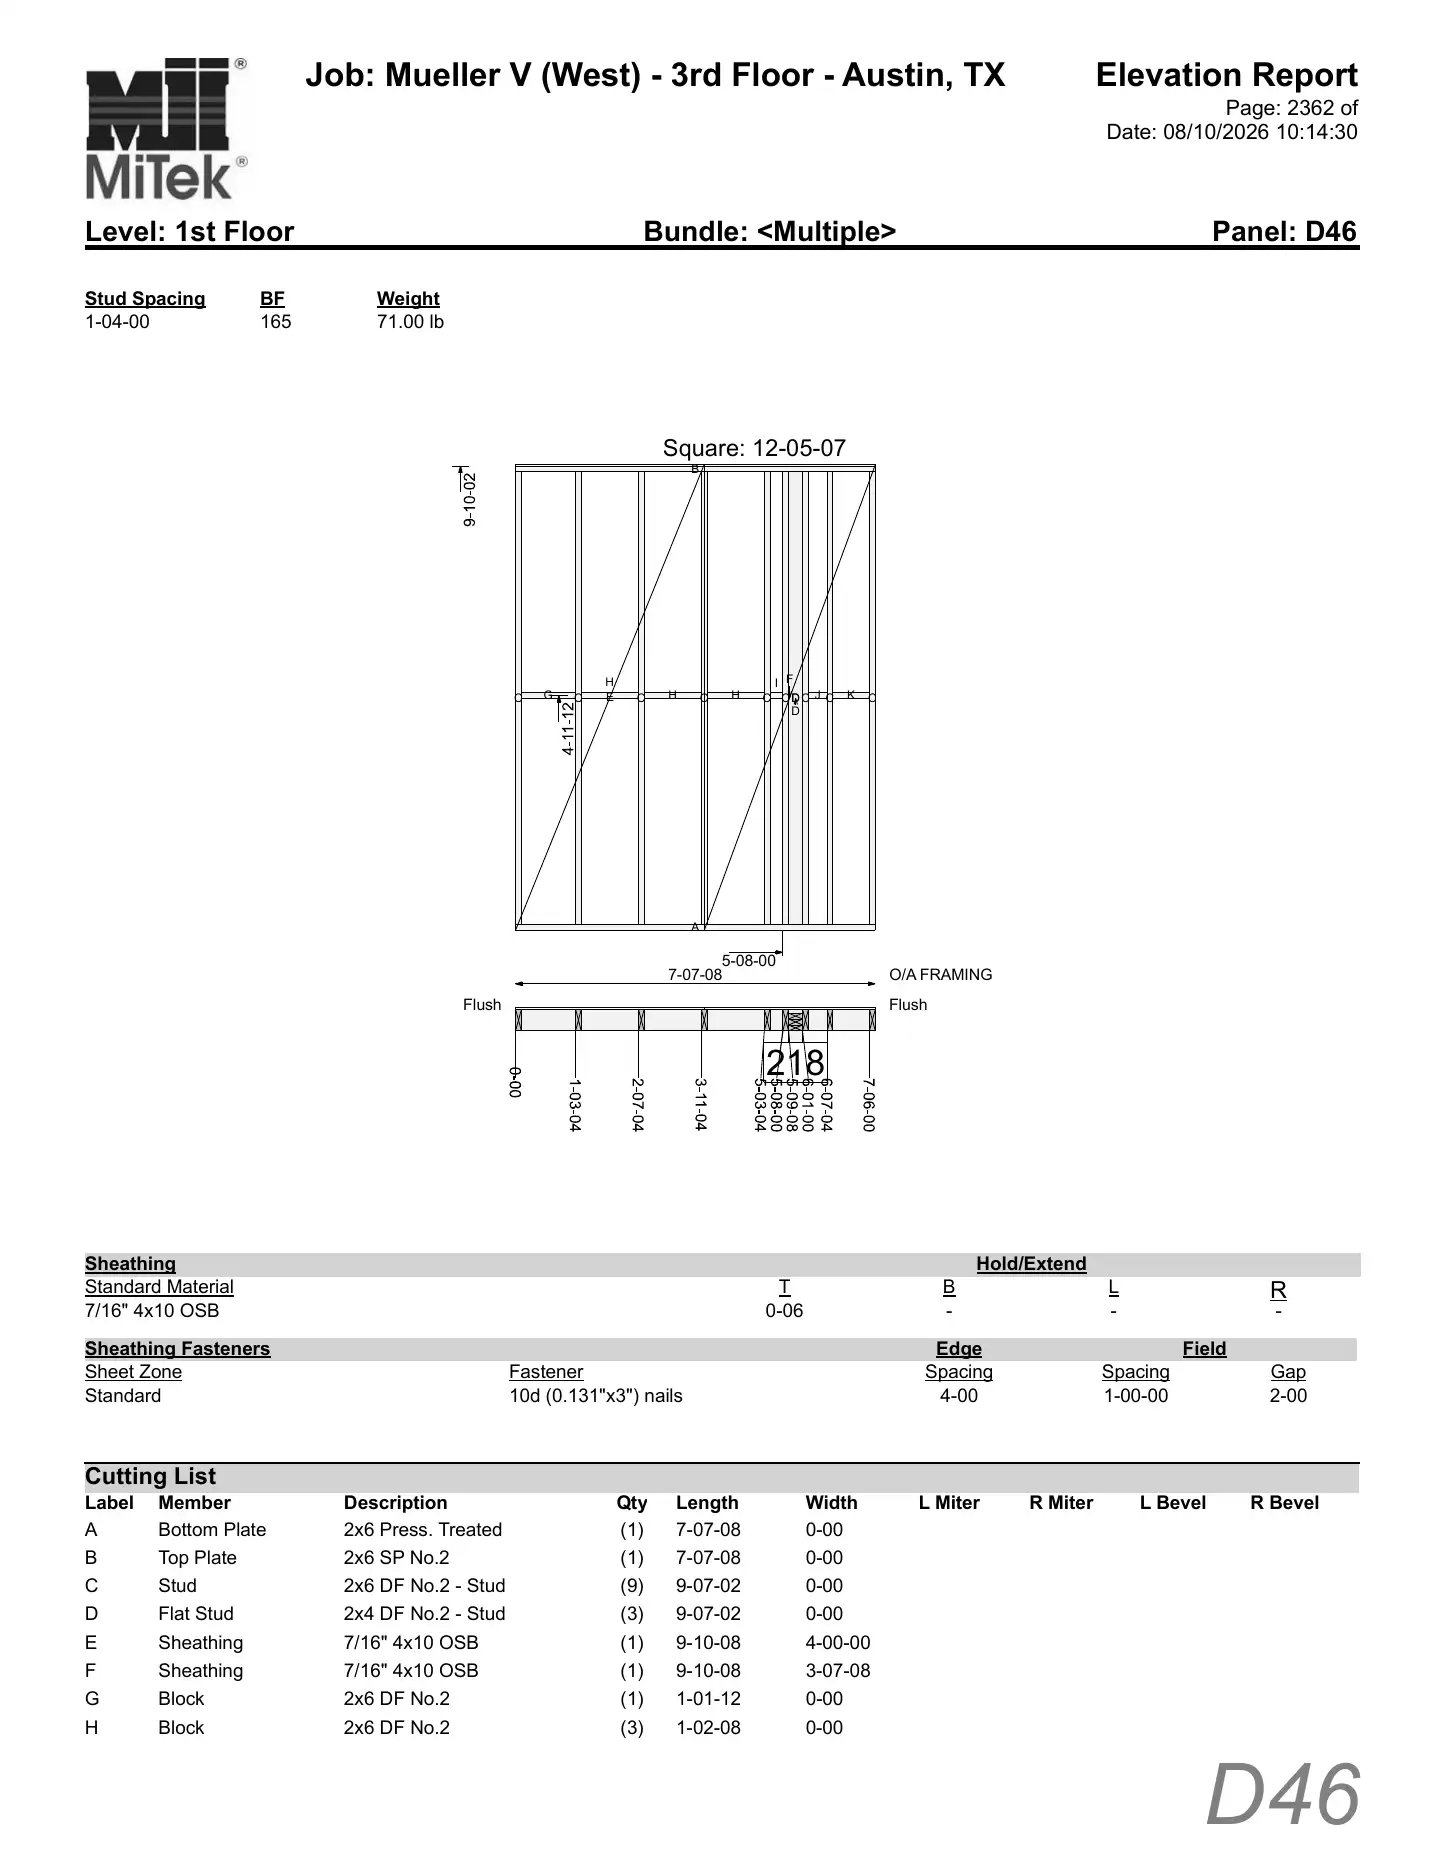 Job: Mueller V (West) - 3rd Floor - Austin, TX
Elevation Report
Page: 2362 of
Date: 08/10/2026 10:14:30
MiTek®
Level: 1st Floor Bundle: <Multiple> Panel: D46
Stud Spacing BF Weight
1-04-00 165 71.00 lb
Square: 12-05-07
B
9-10-02
H I F
G E H H D J K
D
4-11-12
A
5-08-00
7-07-08 O/A FRAMING
Flush Flush
218
0-00 1-03-04 2-07-04 3-11-04 5-03-04 5-08-00 5-09-08 6-01-00 6-07-04 7-06-00
Sheathing Hold/Extend
Standard Material T B L R
7/16" 4x10 OSB 0-06 - - -
Sheathing Fasteners Edge Field
Sheet Zone Fastener Spacing Spacing Gap
Standard 10d (0.131"x3") nails 4-00 1-00-00 2-00
Cutting List
Label Member Description Qty Length Width L Miter R Miter L Bevel R Bevel
A Bottom Plate 2x6 Press. Treated (1) 7-07-08 0-00
B Top Plate 2x6 SP No.2 (1) 7-07-08 0-00
C Stud 2x6 DF No.2 - Stud (9) 9-07-02 0-00
D Flat Stud 2x4 DF No.2 - Stud (3) 9-07-02 0-00
E Sheathing 7/16" 4x10 OSB (1) 9-10-08 4-00-00
F Sheathing 7/16" 4x10 OSB (1) 9-10-08 3-07-08
G Block 2x6 DF No.2 (1) 1-01-12 0-00
H Block 2x6 DF No.2 (3) 1-02-08 0-00
D46